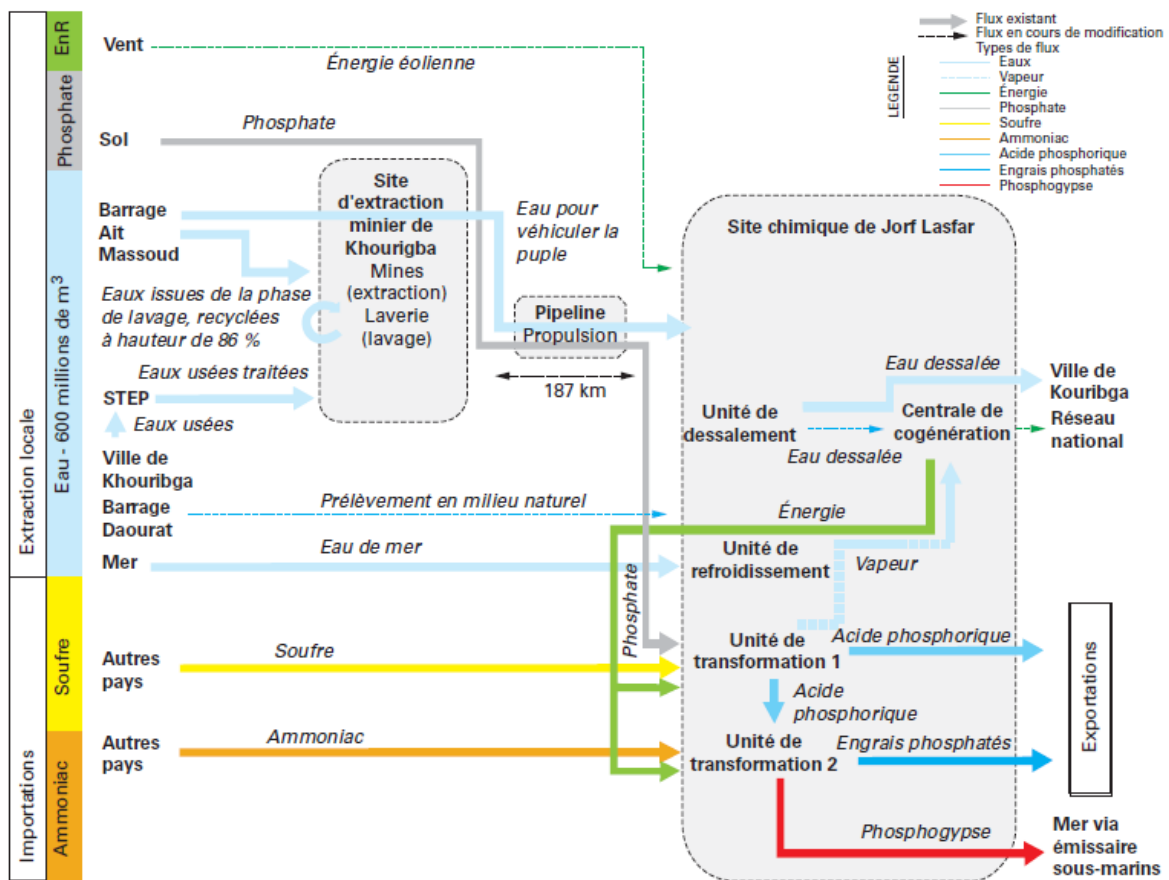 Flux existant
Flux en cours de modification
Types de flux
LEGENDE
Eaux
Vapeur
Énergie
Phosphate
Soufre
Ammoniac
Acide phosphorique
Engrais phosphatés
Phosphogypse
Extraction locale
Importations
EnR
Phosphate
Eau - 600 millions de m³
Soufre
Ammoniac
Vent
Énergie éolienne
Sol
Phosphate
Barrage
Ait
Massoud
Site
d'extraction
minier de
Khourigba
Mines
(extraction)
Laverie
(lavage)
Eaux issues de la phase
de lavage, recyclées
à hauteur de 86 %
Eau pour
véhiculer la
puple
Pipeline
Propulsion
187 km
Eaux usées traitées
STEP
Eaux usées
Ville de
Khouribga
Barrage
Daourat
Prélèvement en milieu naturel
Mer
Eau de mer
Site chimique de Jorf Lasfar
Eau dessalée
Ville de
Kouribga
Unité de
dessalement
Centrale de
cogénération
Réseau
national
Eau dessalée
Énergie
Unité de
refroidissement
Vapeur
Phosphate
Autres
pays
Soufre
Unité de
transformation 1
Acide phosphorique
Acide
phosphorique
Autres
pays
Ammoniac
Unité de
transformation 2
Engrais phosphatés
Exportations
Phosphogypse
Mer via
émissaire
sous-marins